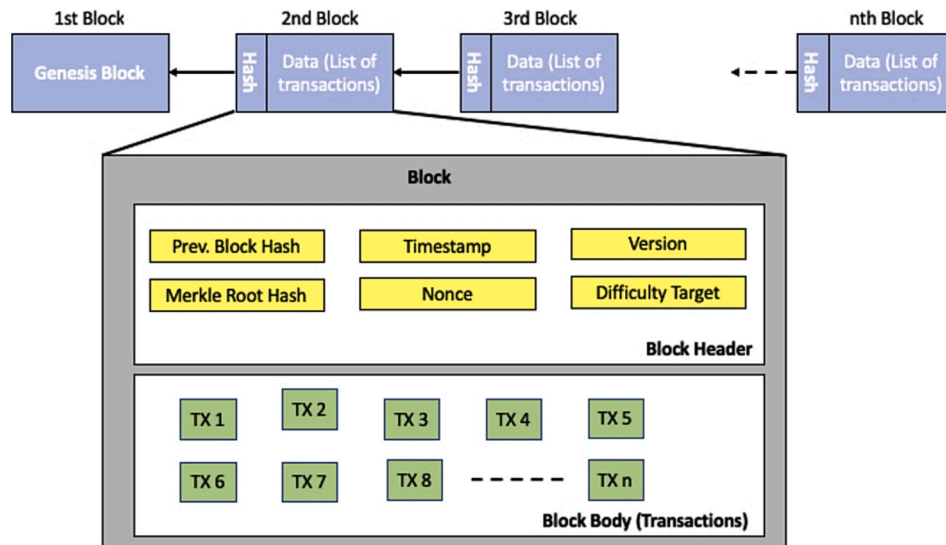 1st Block
2nd Block
3rd Block
nth Block
Genesis Block
Hash
Data (List of
transactions)
Hash
Data (List of
transactions)
Hash
Data (List of
transactions)
Block
Prev. Block Hash
Timestamp
Version
Merkle Root Hash
Nonce
Difficulty Target
Block Header
TX 1
TX 2
TX 3
TX 4
TX 5
TX 6
TX 7
TX 8
TX n
Block Body (Transactions)